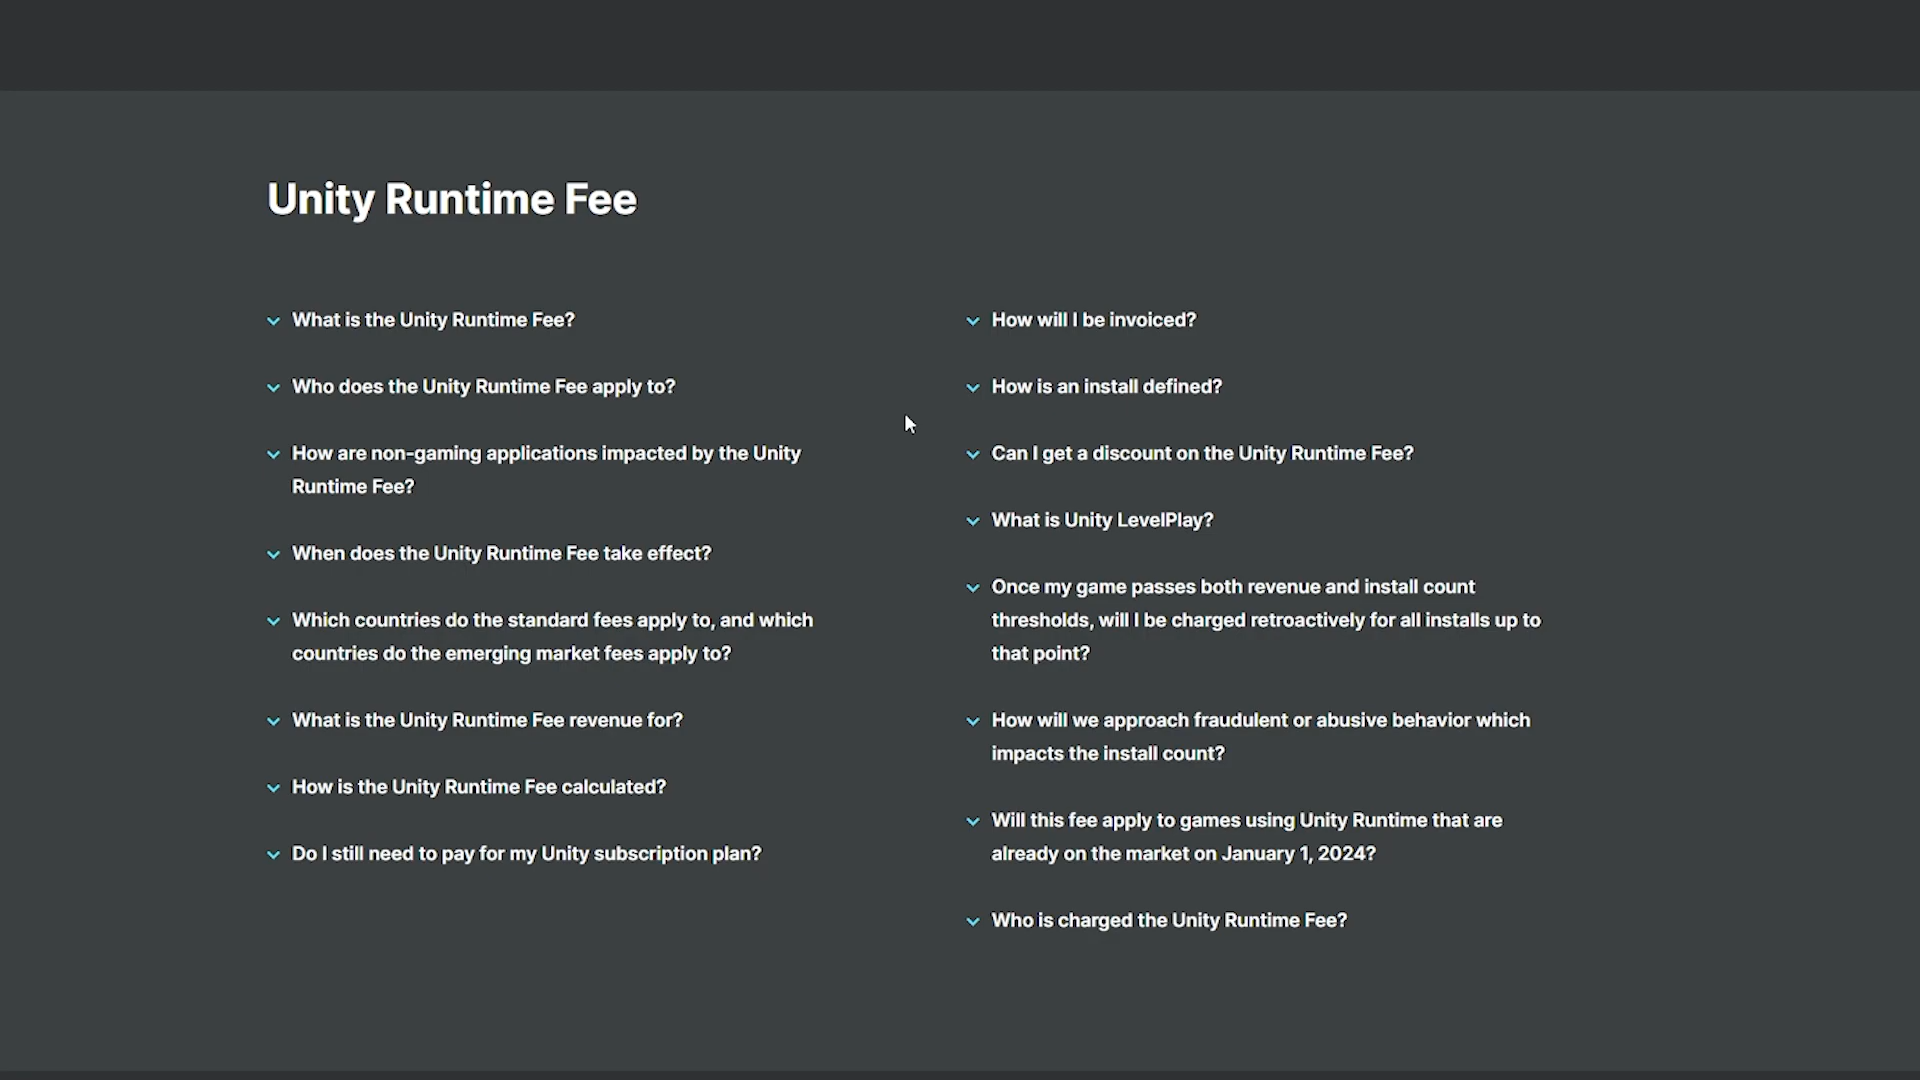 Unity Runtime Fee
What is the Unity Runtime Fee?
Who does the Unity Runtime Fee apply to?
How are non-gaming applications impacted by the Unity
Runtime Fee?
When does the Unity Runtime Fee take effect?
Which countries do the standard fees apply to, and which
countries do the emerging market fees apply to?
What is the Unity Runtime Fee revenue for?
How is the Unity Runtime Fee calculated?
Do I still need to pay for my Unity subscription plan?
How will I be invoiced?
How is an install defined?
Can I get a discount on the Unity Runtime Fee?
What is Unity LevelPlay?
Once my game passes both revenue and install count
thresholds, will I be charged retroactively for all installs up to
that point?
How will we approach fraudulent or abusive behavior which
impacts the install count?
Will this fee apply to games using Unity Runtime that are
already on the market on January 1, 2024?
Who is charged the Unity Runtime Fee?